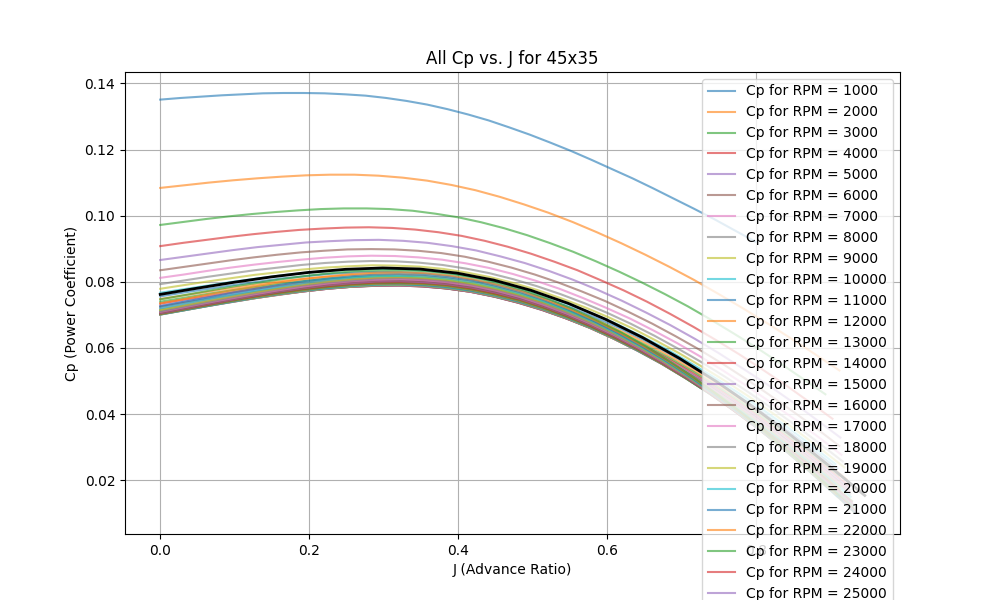 All Cp vs. J for 45x35
Cp (Power Coefficient)
0.14
0.12
0.10
0.08
0.06
0.04
0.02
0.0
0.2
0.4
0.6
0.8
J (Advance Ratio)
Cp for RPM = 1000
Cp for RPM = 2000
Cp for RPM = 3000
Cp for RPM = 4000
Cp for RPM = 5000
Cp for RPM = 6000
Cp for RPM = 7000
Cp for RPM = 8000
Cp for RPM = 9000
Cp for RPM = 10000
Cp for RPM = 11000
Cp for RPM = 12000
Cp for RPM = 13000
Cp for RPM = 14000
Cp for RPM = 15000
Cp for RPM = 16000
Cp for RPM = 17000
Cp for RPM = 18000
Cp for RPM = 19000
Cp for RPM = 20000
Cp for RPM = 21000
Cp for RPM = 22000
Cp for RPM = 23000
Cp for RPM = 24000
Cp for RPM = 25000